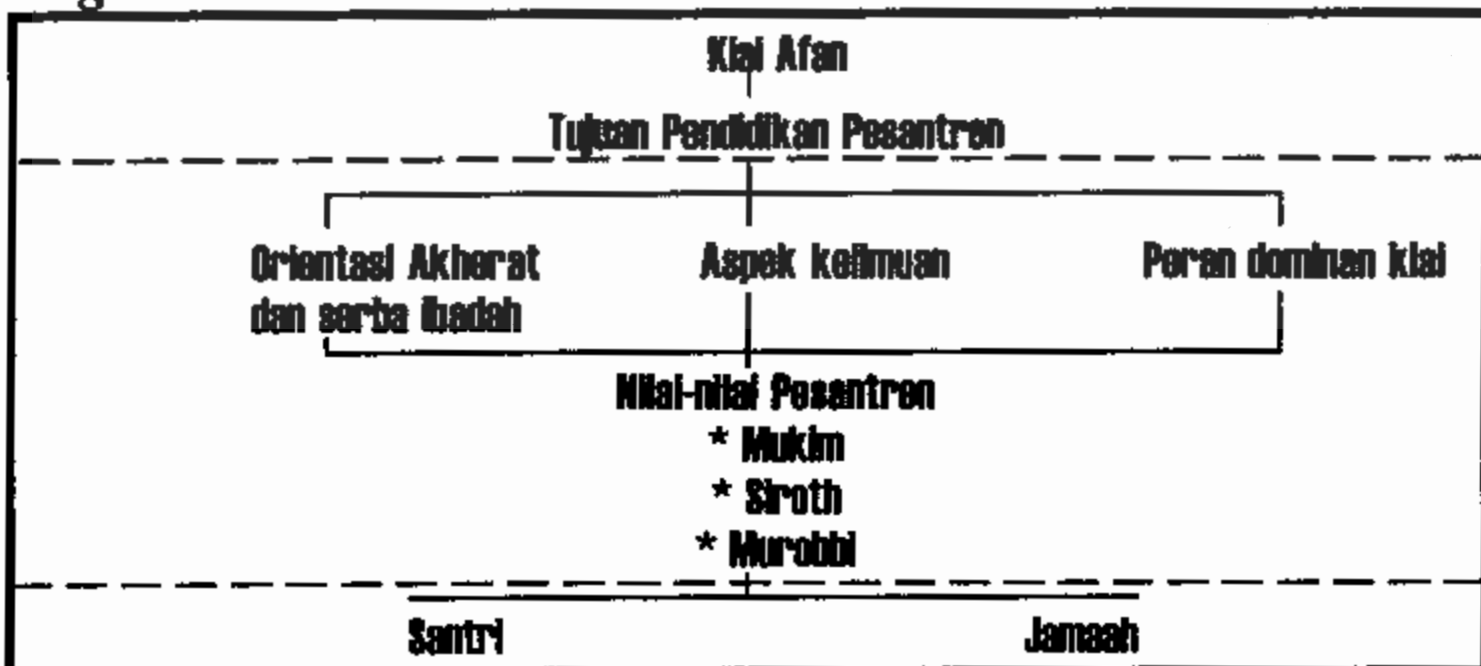 Kiai Afan
Tujuan Pendidikan Pesantren
Orientasi Akherat Aspek keilmuan Peran dominan kiai
dan serba ibadah
Nilai-nilai Pesantren
* Mukim
* Siroth
* Murobbi
Santri Jamaah